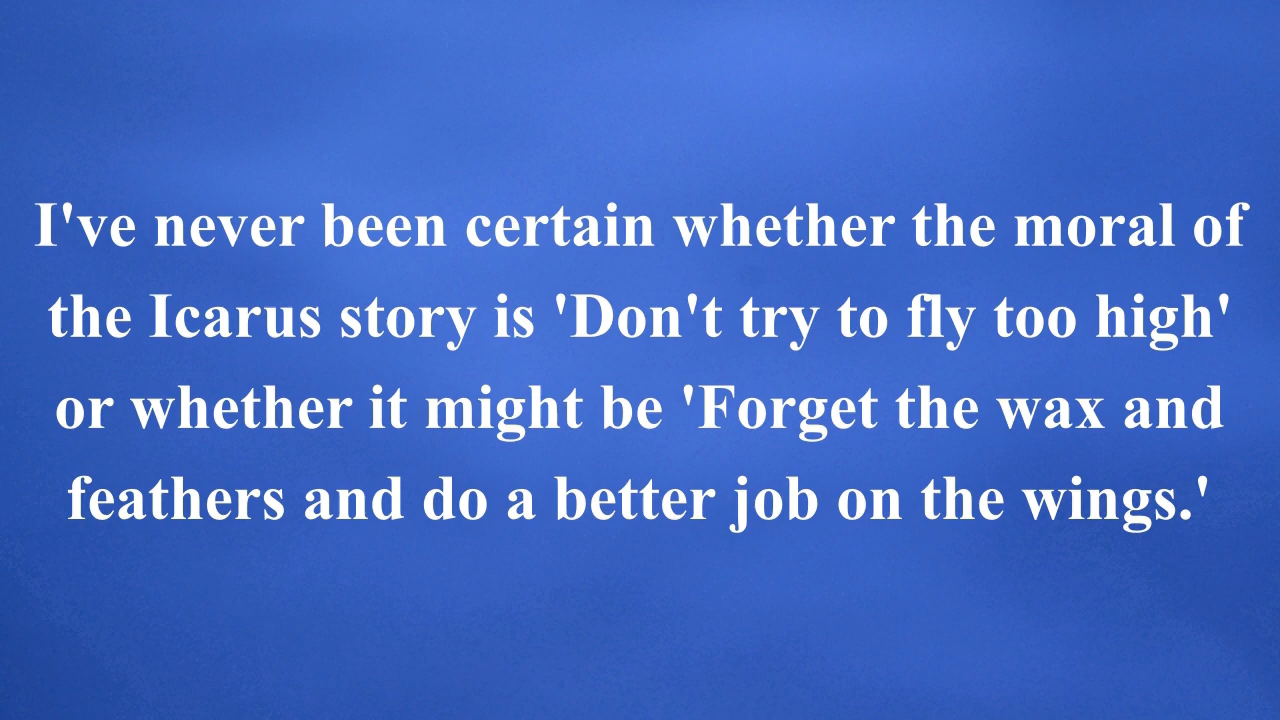 I've never been certain whether the moral of
the Icarus story is 'Don't try to fly too high'
or whether it might be 'Forget the wax and
feathers and do a better job on the wings.'